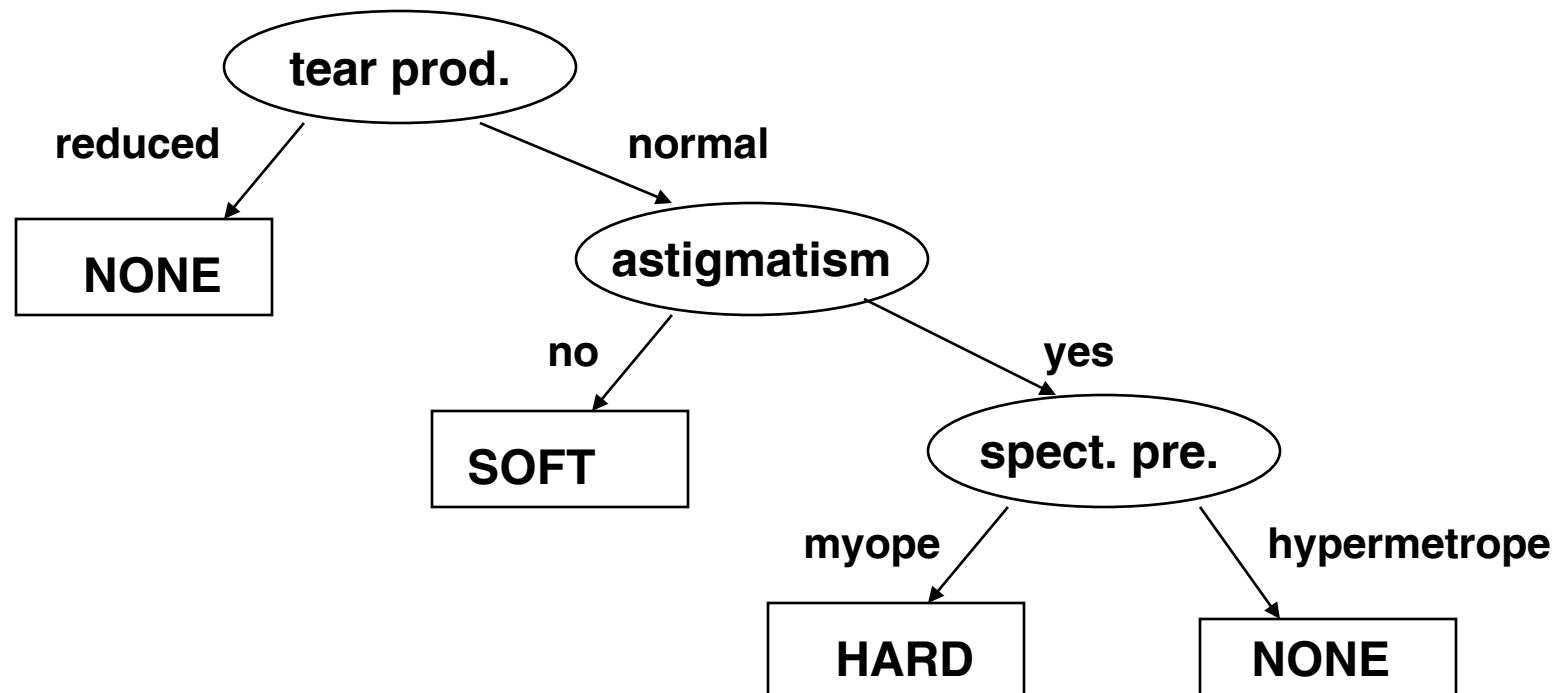 tear prod.
reduced
normal
NONE
astigmatism
no
yes
SOFT
spect. pre.
myope
hypermetrope
HARD
NONE